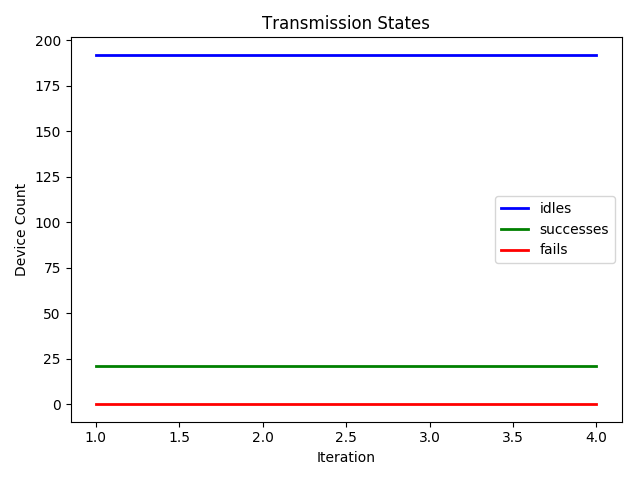 Transmission States
Device Count
200
175
150
125
100
75
50
25
0
idles
successes
fails
1.0 1.5 2.0 2.5 3.0 3.5 4.0
Iteration